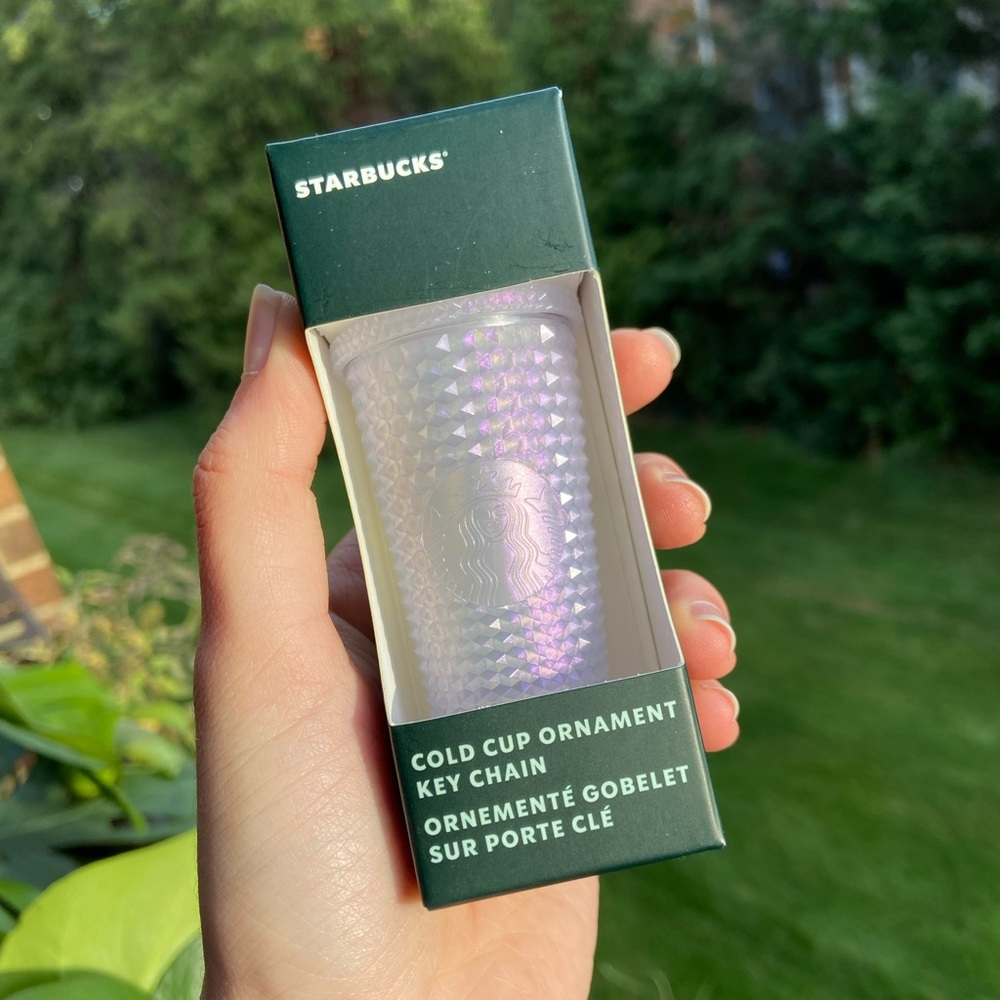 STARBUCKS®
COLD CUP ORNAMENT
KEY CHAIN
ORNEMENTÉ GOBELET
SUR PORTE CLÉ